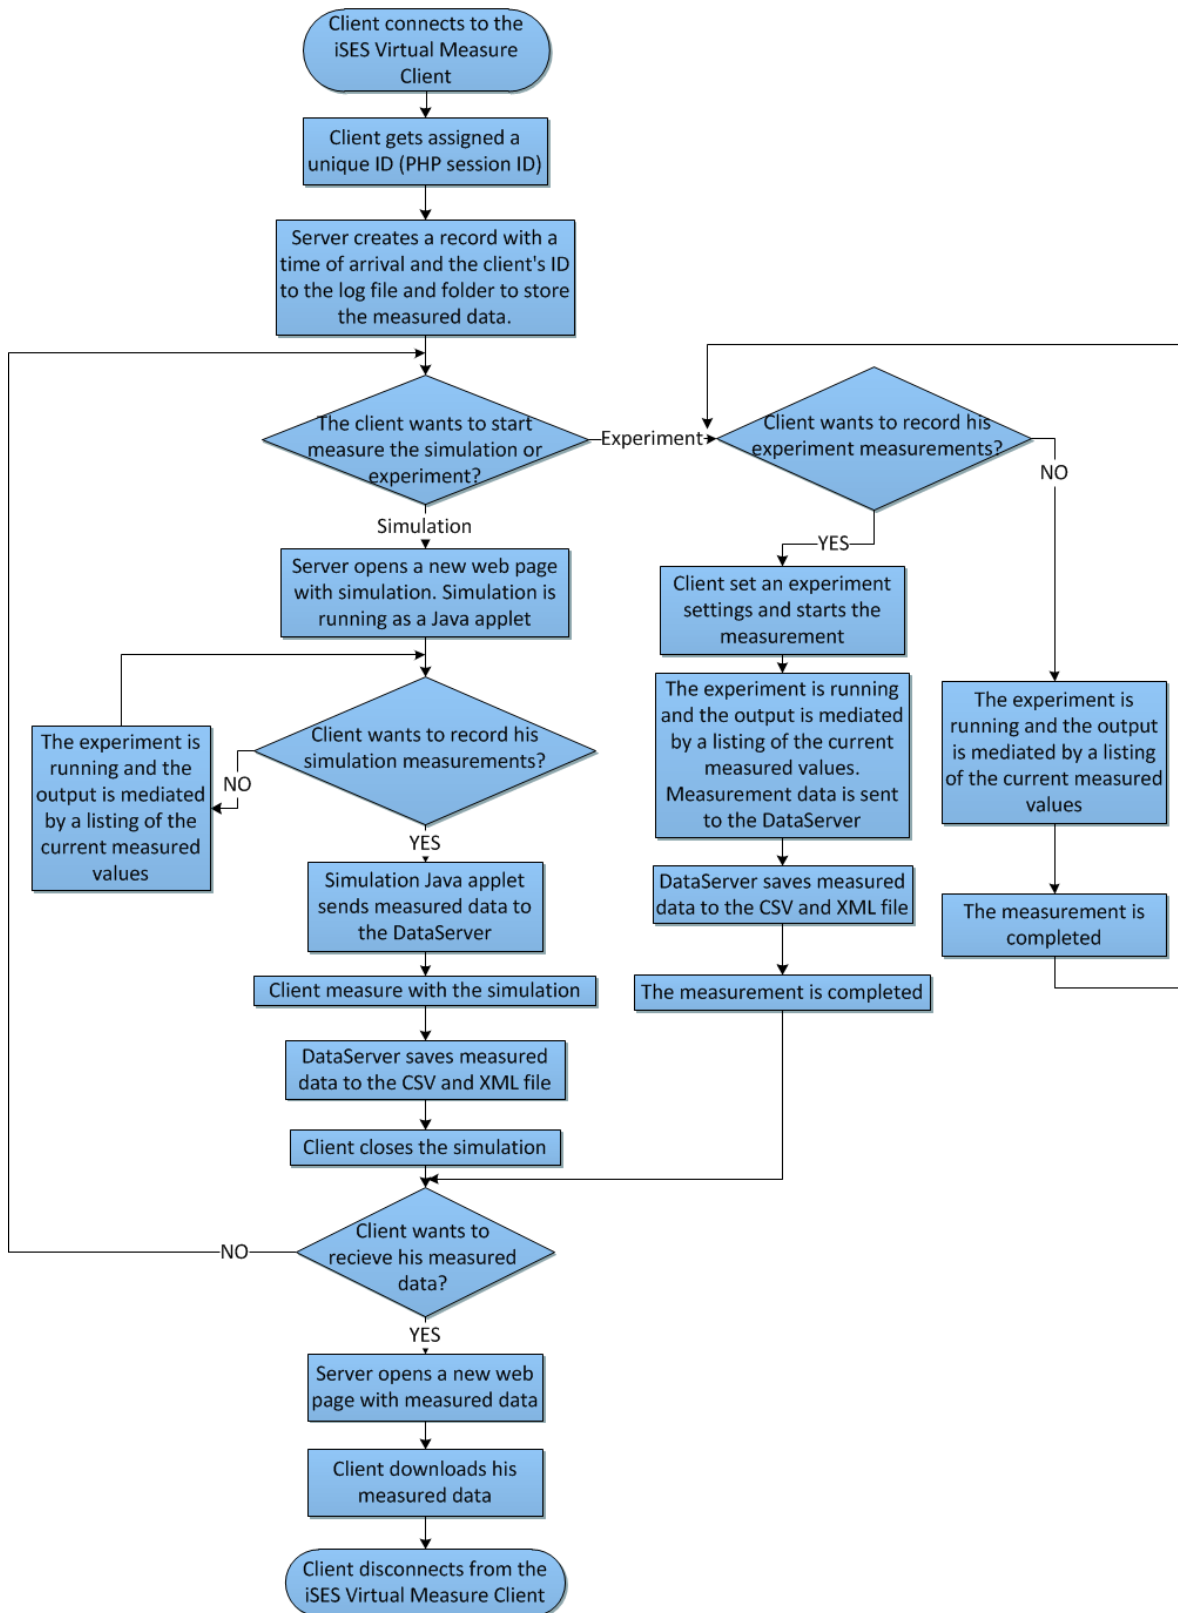 Client connects to the
iSES Virtual Measure
Client
Client gets assigned a
unique ID (PHP session ID)
Server creates a record with a
time of arrival and the client's ID
to the log file and folder to store
the measured data.
The client wants to start
measure the simulation or
experiment?
Experiment
Client wants to record his
experiment measurements?
NO
YES
Simulation
Server opens a new web page
with simulation. Simulation is
running as a Java applet
Client set an experiment
settings and starts the
measurement
The experiment is running
and the output is mediated
by a listing of the current
measured values.
Measurement data is sent
to the DataServer
The experiment is
running and the output
is mediated by a listing
of the current measured
values
Client wants to record his
simulation measurements?
NO
The experiment is
running and the
output is mediated
by a listing of the
current measured
values
YES
Simulation Java applet
sends measured data to
the DataServer
DataServer saves measured
data to the CSV and XML file
The measurement is
completed
Client measure with the simulation
The measurement is completed
DataServer saves measured
data to the CSV and XML file
Client closes the simulation
Client wants to
recieve his measured
data?
NO
YES
Server opens a new web
page with measured data
Client downloads his
measured data
Client disconnects from the
iSES Virtual Measure Client